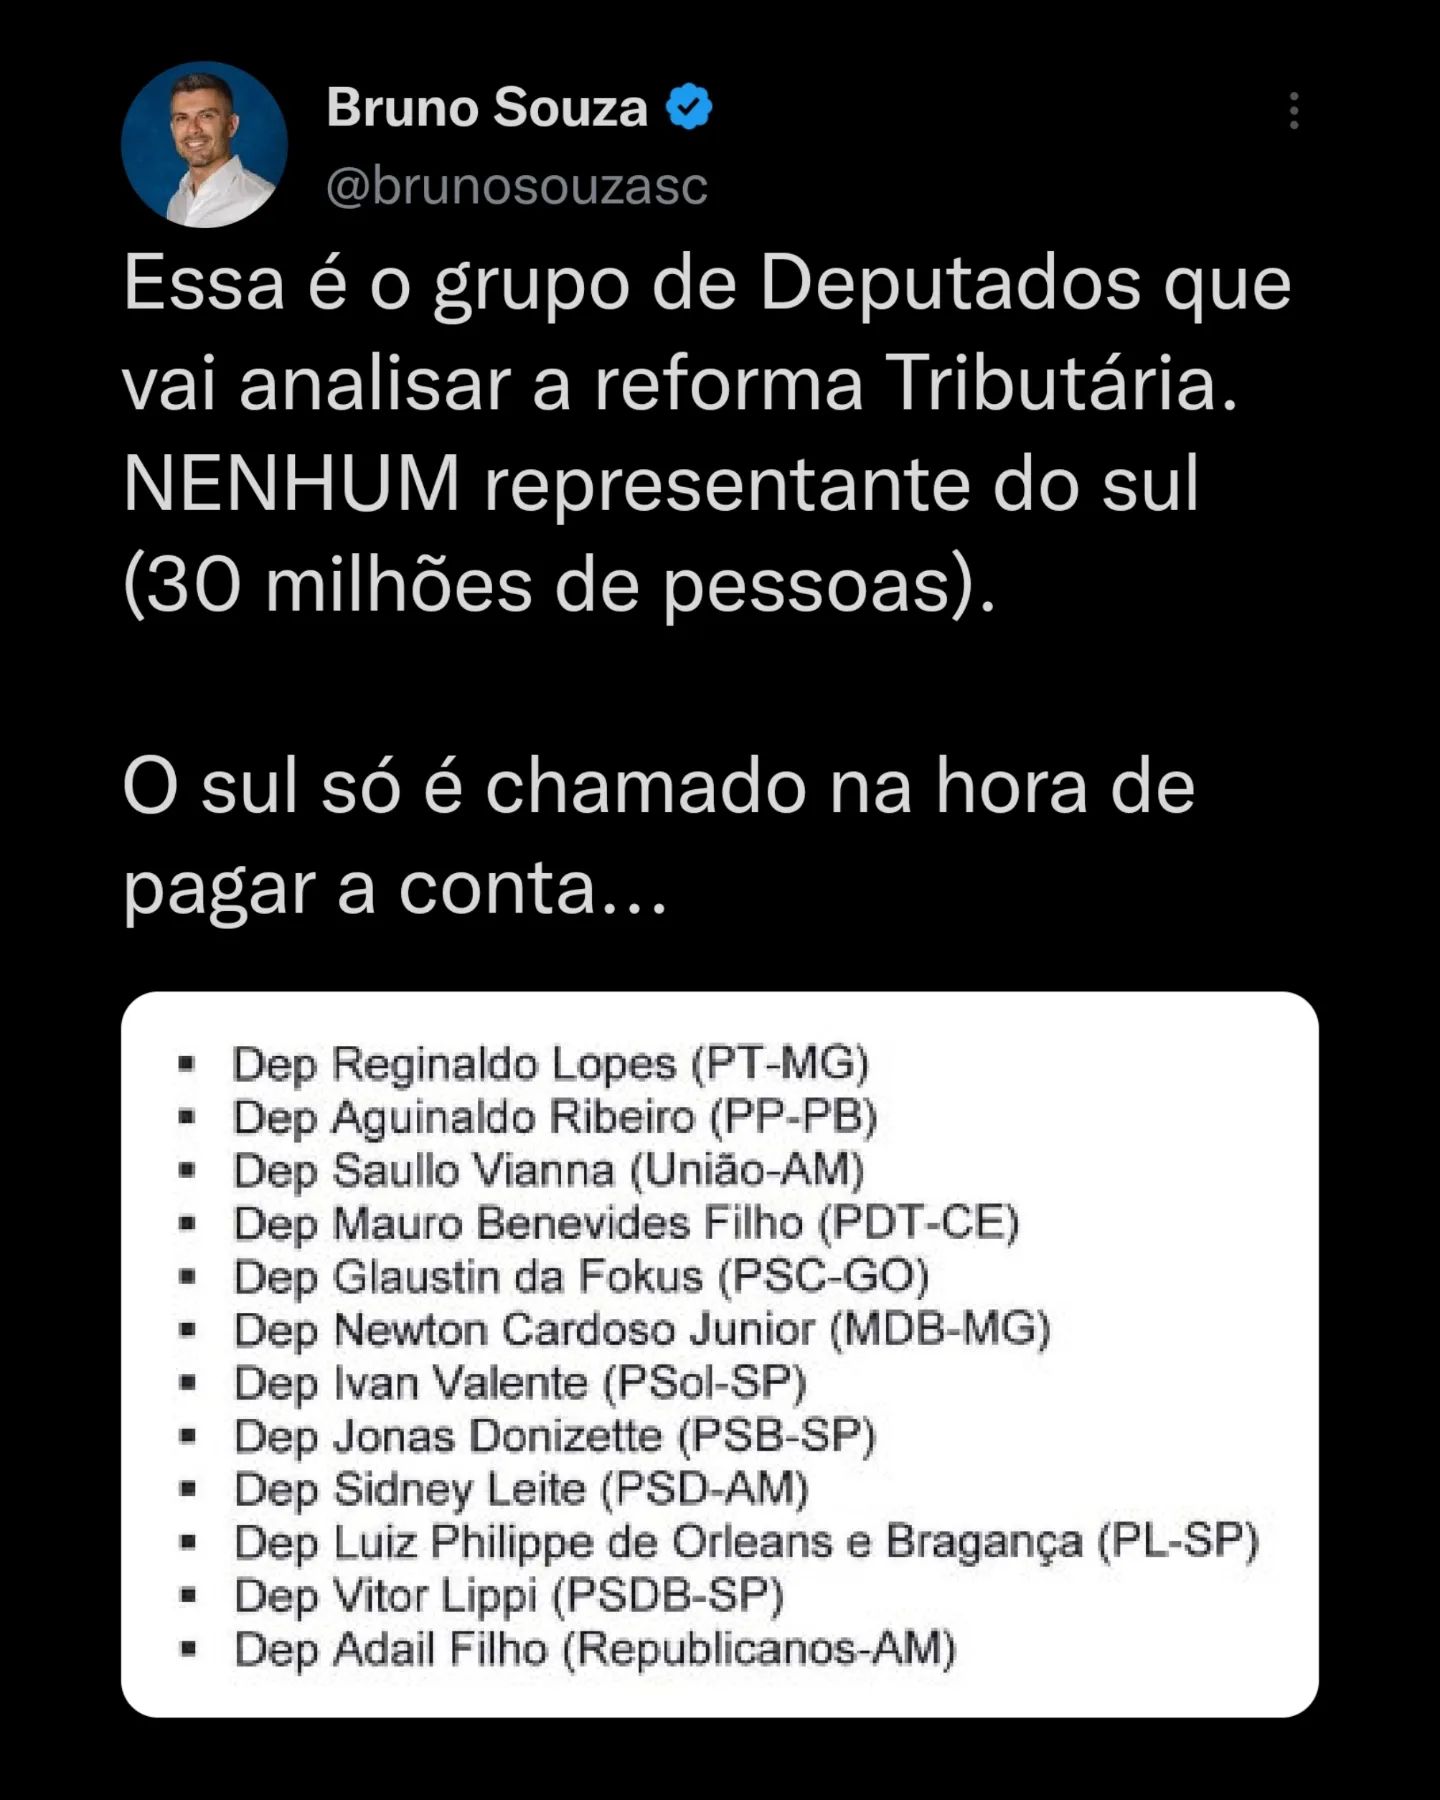 Bruno Souza
@brunosouzasc
Essa é o grupo de Deputados que
vai analisar a reforma Tributária.
NENHUM representante do sul
(30 milhões de pessoas).
O sul só é chamado na hora de
pagar a conta...
▪ Dep Reginaldo Lopes (PT-MG)
▪ Dep Aguinaldo Ribeiro (PP-PB)
▪ Dep Saullo Vianna (União-AM)
▪ Dep Mauro Benevides Filho (PDT-CE)
▪ Dep Glaustin da Fokus (PSC-GO)
▪ Dep Newton Cardoso Junior (MDB-MG)
▪ Dep Ivan Valente (PSol-SP)
▪ Dep Jonas Donizette (PSB-SP)
▪ Dep Sidney Leite (PSD-AM)
▪ Dep Luiz Philippe de Orleans e Bragança (PL-SP)
▪ Dep Vitor Lippi (PSDB-SP)
▪ Dep Adail Filho (Republicanos-AM)